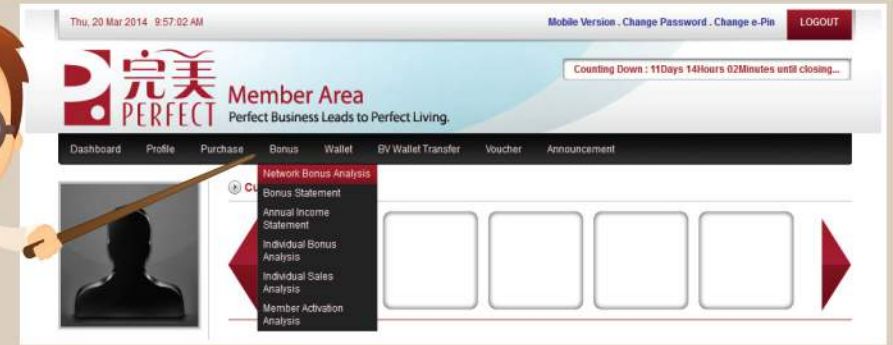 Thu, 20 Mar 2014 9:57:02 AM
Mobile Version . Change Password . Change e-Pin
LOGOUT
Counting Down : 11Days 14Hours 02Minutes until closing...
完美
PERFECT
Member Area
Perfect Business Leads to Perfect Living.
Dashboard Profile Purchase Bonus Wallet BV Wallet Transfer Voucher Announcement
Network Bonus Analysis
Bonus Statement
Annual Income
Statement
Individual Bonus
Analysis
Individual Sales
Analysis
Member Activation
Analysis